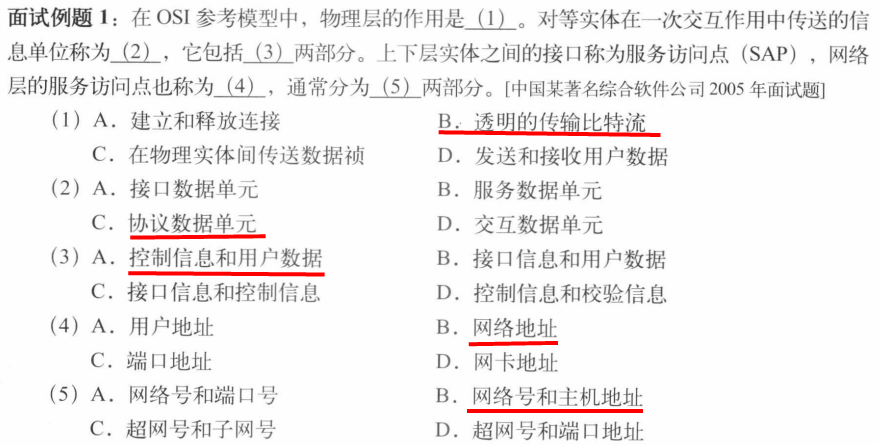 面试例题 1：在 OSI 参考模型中，物理层的作用是 （1） 。对等实体在一次交互作用中传送的信
息单位称为 （2） ，它包括 （3） 两部分。上下层实体之间的接口称为服务访问点（SAP），网络
层的服务访问点也称为 （4） ，通常分为 （5） 两部分。[中国某著名综合软件公司 2005 年面试题]
（1）A．建立和释放连接 B．透明的传输比特流
C．在物理实体间传送数据祯 D．发送和接收用户数据
（2）A．接口数据单元 B．服务数据单元
C．协议数据单元 D．交互数据单元
（3）A．控制信息和用户数据 B．接口信息和用户数据
C．接口信息和控制信息 D．控制信息和校验信息
（4）A．用户地址 B．网络地址
C．端口地址 D．网卡地址
（5）A．网络号和端口号 B．网络号和主机地址
C．超网号和子网号 D．超网号和端口地址